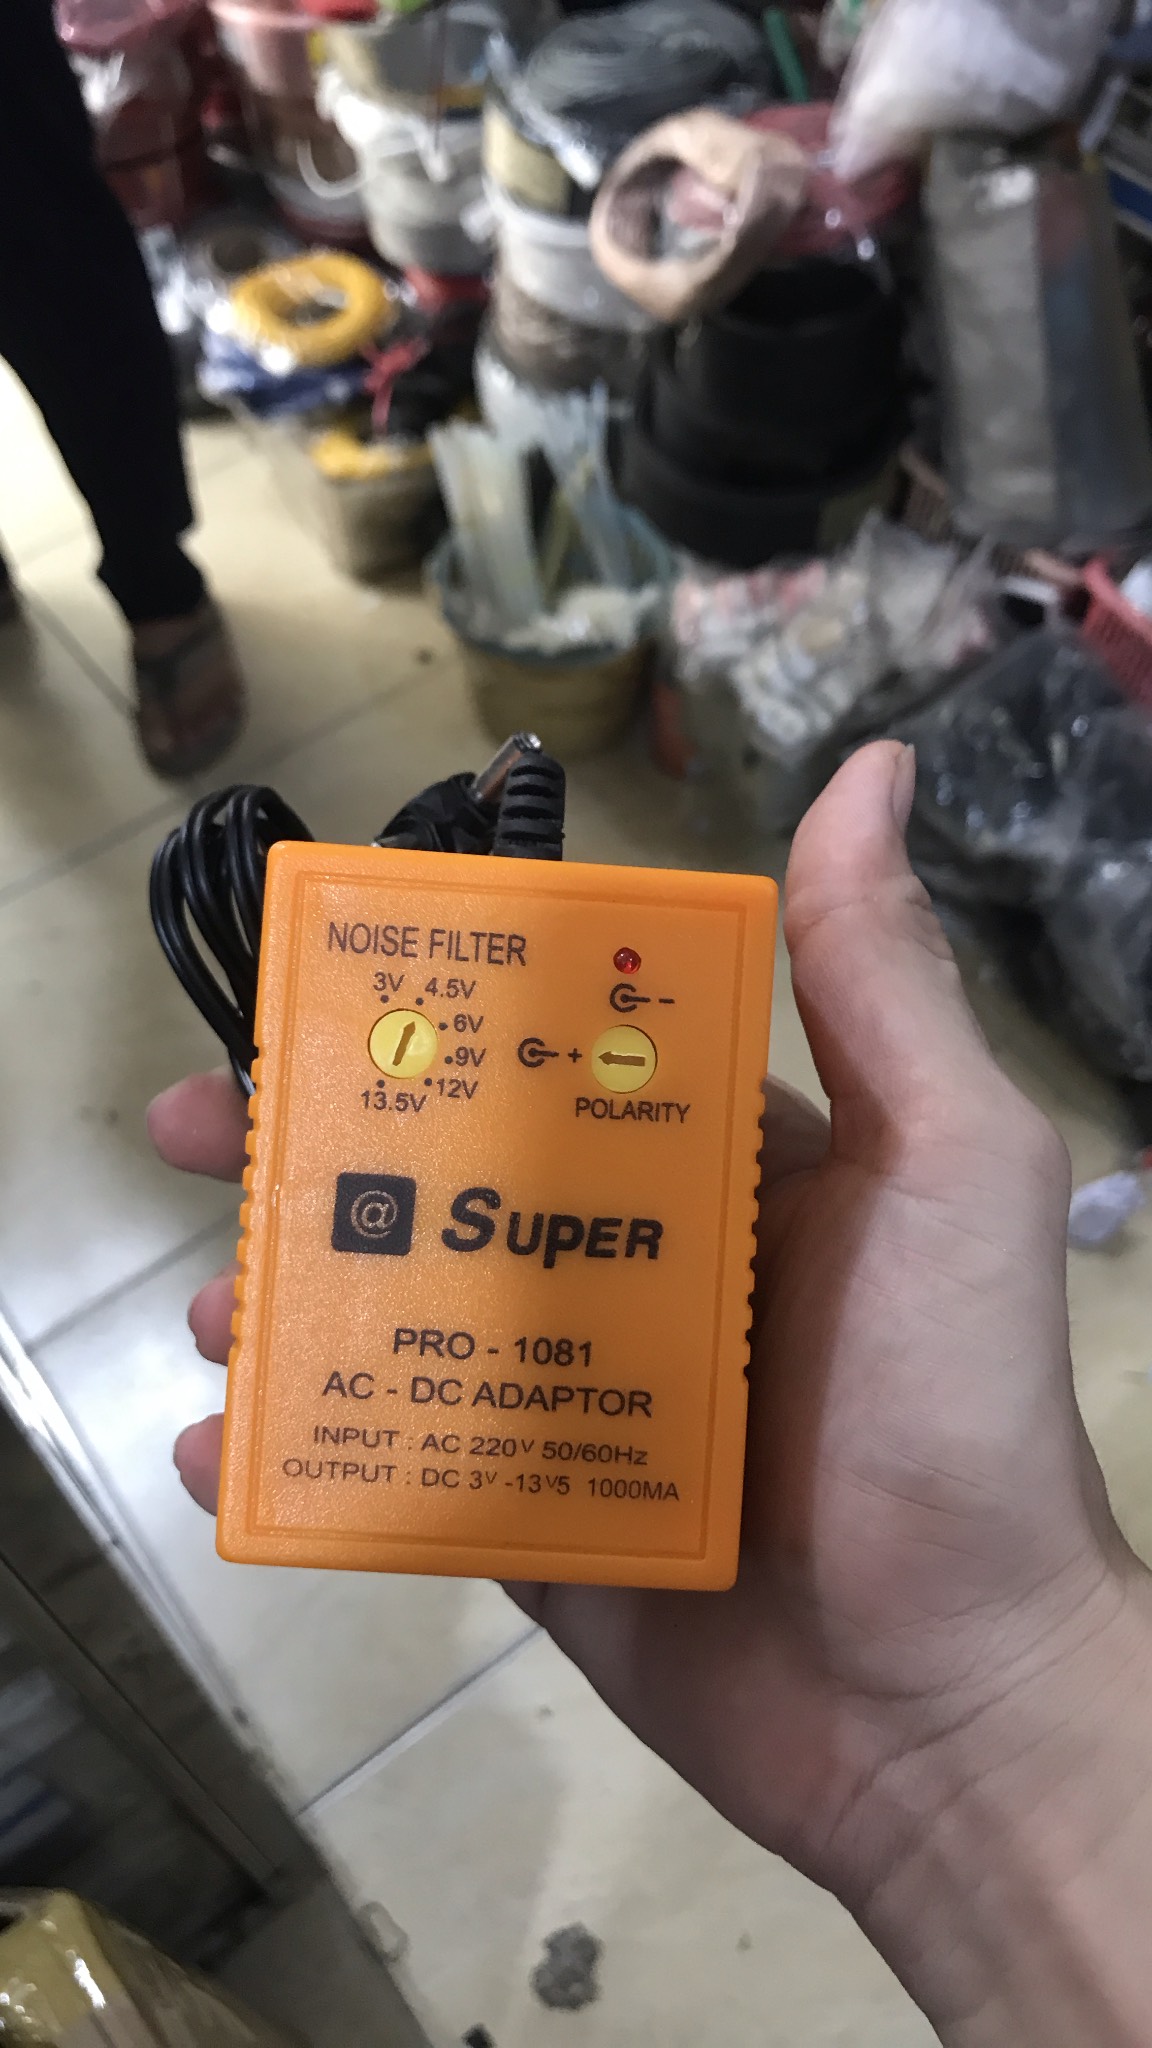 NOISE FILTER
3V 4.5V
6V
9V
12V
13.5V
-
+
POLARITY
@ SUPER
PRO - 1081
AC - DC ADAPTOR
INPUT : AC 220V 50/60Hz
OUTPUT : DC 3V -13V5 1000MA